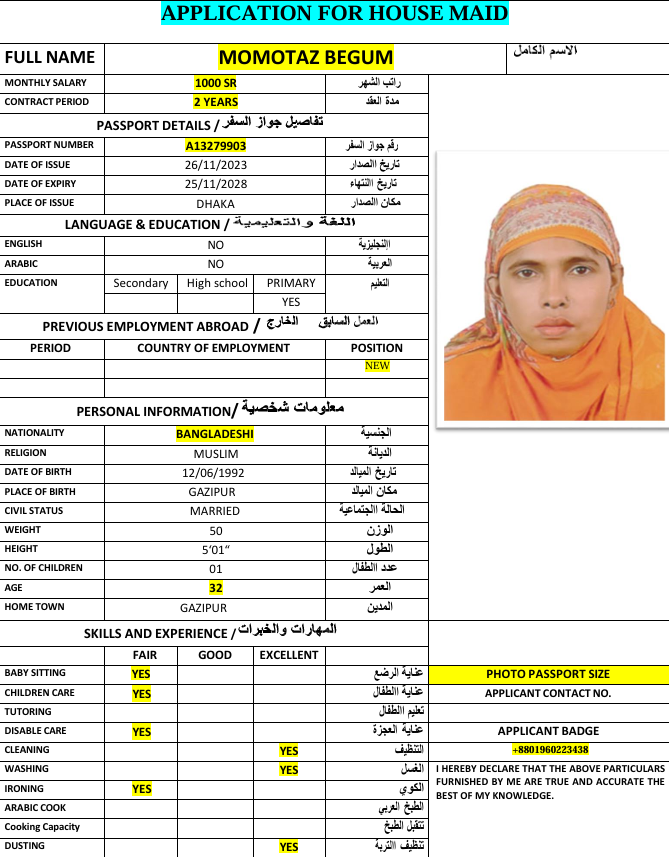 APPLICATION FOR HOUSE MAID
FULL NAME MOMOTAZ BEGUM الاسم الكامل
MONTHLY SALARY 1000 SR راتب الشهر
CONTRACT PERIOD 2 YEARS مدة العقد
PASSPORT DETAILS / تفاصيل جواز السفر
PASSPORT NUMBER A13279903 رقم جواز السفر
DATE OF ISSUE 26/11/2023 تاريخ االصدار
DATE OF EXPIRY 25/11/2028 تاريخ االنتهاء
PLACE OF ISSUE DHAKA مكان االصدار
LANGUAGE & EDUCATION / اللغة والتعليمية
ENGLISH NO اإلنجليزية
ARABIC NO العربية
EDUCATION Secondary High school PRIMARY التعليم
YES
PREVIOUS EMPLOYMENT ABROAD / العمل السابق الخارج
PERIOD COUNTRY OF EMPLOYMENT POSITION
NEW
PERSONAL INFORMATION/ معلومات شخصية
NATIONALITY BANGLADESHI الجنسية
RELIGION MUSLIM الديانة
DATE OF BIRTH 12/06/1992 تاريخ الميالد
PLACE OF BIRTH GAZIPUR مكان الميالد
CIVIL STATUS MARRIED الحالة االجتماعية
WEIGHT 50 الوزن
HEIGHT 5’01“ الطول
NO. OF CHILDREN 01 عدد االطفال
AGE 32 العمر
HOME TOWN GAZIPUR المدين
SKILLS AND EXPERIENCE / المهارات والخبرات
FAIR GOOD EXCELLENT
BABY SITTING YES عناية الرضع
CHILDREN CARE YES عناية االطفال
TUTORING تعليم االطفال
DISABLE CARE YES عناية العجزة
CLEANING YES التنظيف
WASHING YES الغسل
IRONING YES الكوي
ARABIC COOK الطبخ العربي
Cooking Capacity تتقبل الطبخ
DUSTING YES تنظيف االتربة
PHOTO PASSPORT SIZE
APPLICANT CONTACT NO.
APPLICANT BADGE
+8801960223438
I HEREBY DECLARE THAT THE ABOVE PARTICULARS
FURNISHED BY ME ARE TRUE AND ACCURATE THE
BEST OF MY KNOWLEDGE.